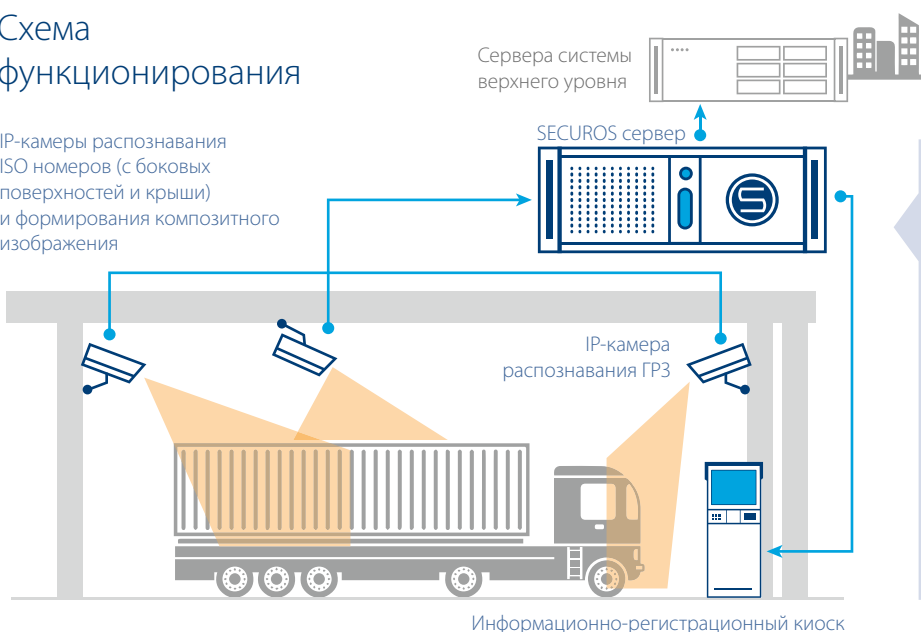 Схема
функционирования
Сервера системы
верхнего уровня
SECUROS сервер
IP-камеры распознавания
ISO номеров (с боковых
поверхностей и крыши)
и формирования композитного
изображения
IP-камера
распознавания ГРЗ
Информационно-регистрационный киоск